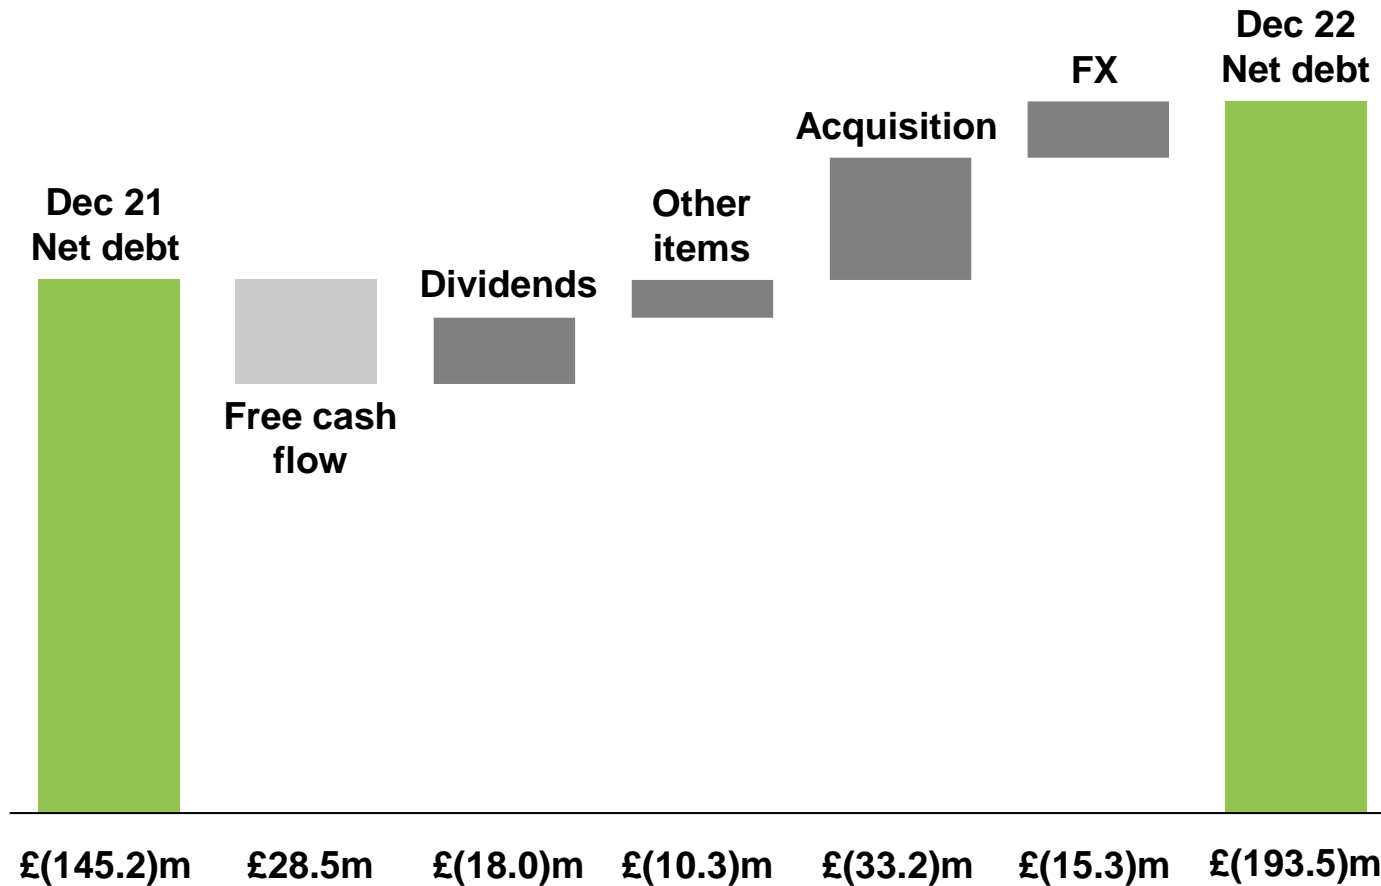 Dec 21
Net debt
Free cash
flow
Dividends
Other
items
Acquisition
FX
Dec 22
Net debt
£(145.2)m £28.5m £(18.0)m £(10.3)m £(33.2)m £(15.3)m £(193.5)m